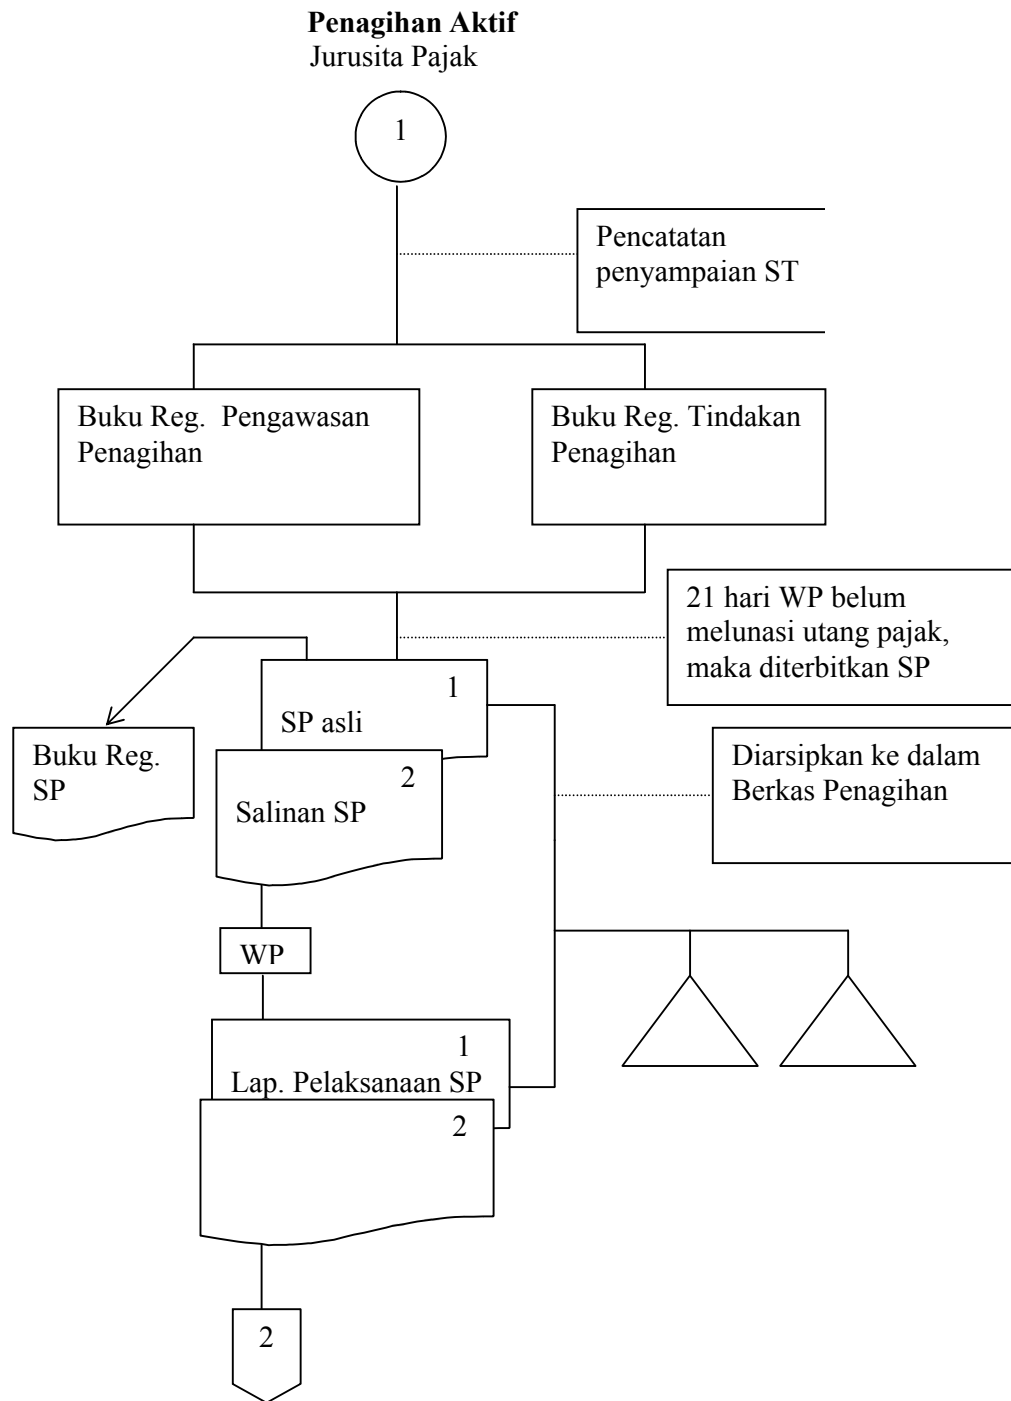 Penagihan Aktif
Jurusita Pajak
1
Pencatatan
penyampaian ST
Buku Reg. Pengawasan
Penagihan
Buku Reg. Tindakan
Penagihan
21 hari WP belum
melunasi utang pajak,
maka diterbitkan SP
1
SP asli
Buku Reg.
SP
2
Salinan SP
Diarsipkan ke dalam
Berkas Penagihan
WP
1
Lap. Pelaksanaan SP
2
2